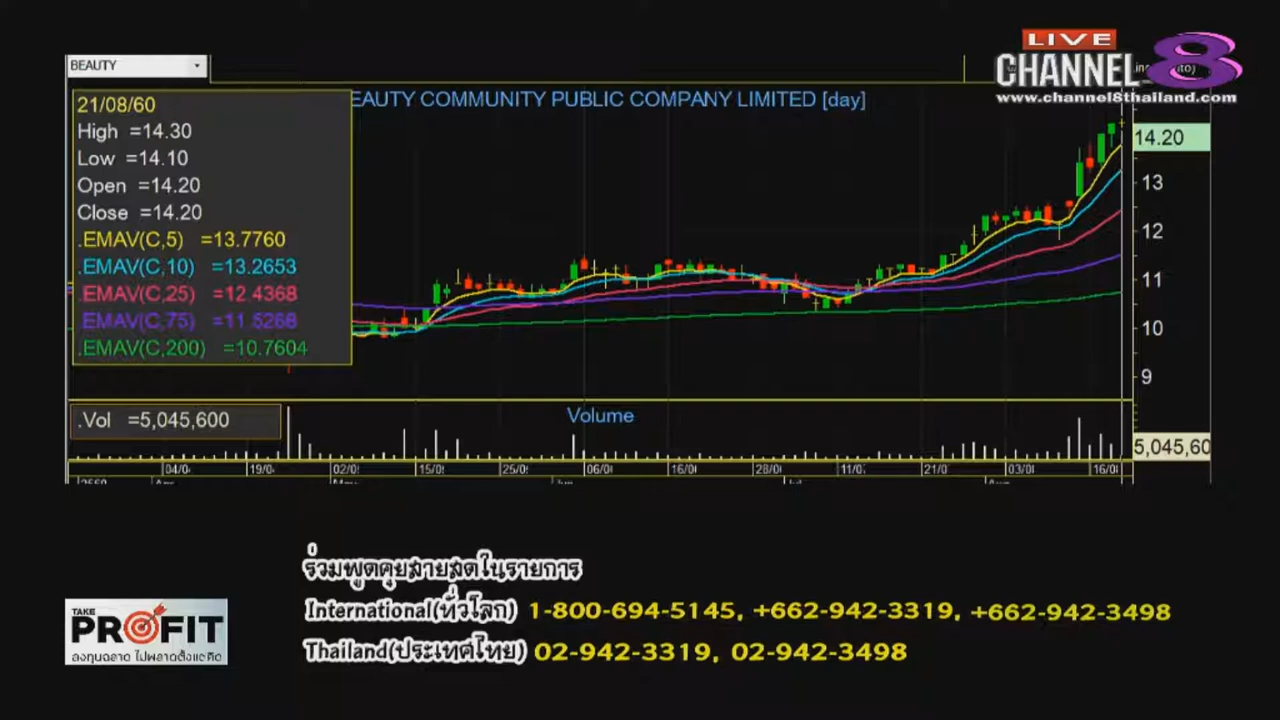 LIVE
CHANNEL 8
www.channel8thailand.com
BEAUTY
EAUTY COMMUNITY PUBLIC COMPANY LIMITED [day]
21/08/60
High =14.30
Low =14.10
Open =14.20
Close =14.20
.EMAV(C,5) =13.7760
.EMAV(C,10) =13.2653
.EMAV(C,25) =12.4368
.EMAV(C,75) =11.5268
.EMAV(C,200) =10.7604
14.20
13
12
11
10
9
.Vol =5,045,600
Volume
5,045,60
04/0 19/0 02/0 15/0 25/0 06/0 16/0 28/0 11/0 21/0 03/0 16/0
ร่วมพูดคุยสายสดในรายการ
International(ทั่วโลก) 1-800-694-5145, +662-942-3319, +662-942-3498
Thailand(ประเทศไทย) 02-942-3319, 02-942-3498
TAKE
PROFIT
ลงทุนฉลาด ไม่พลาดตั้งแต่คิด